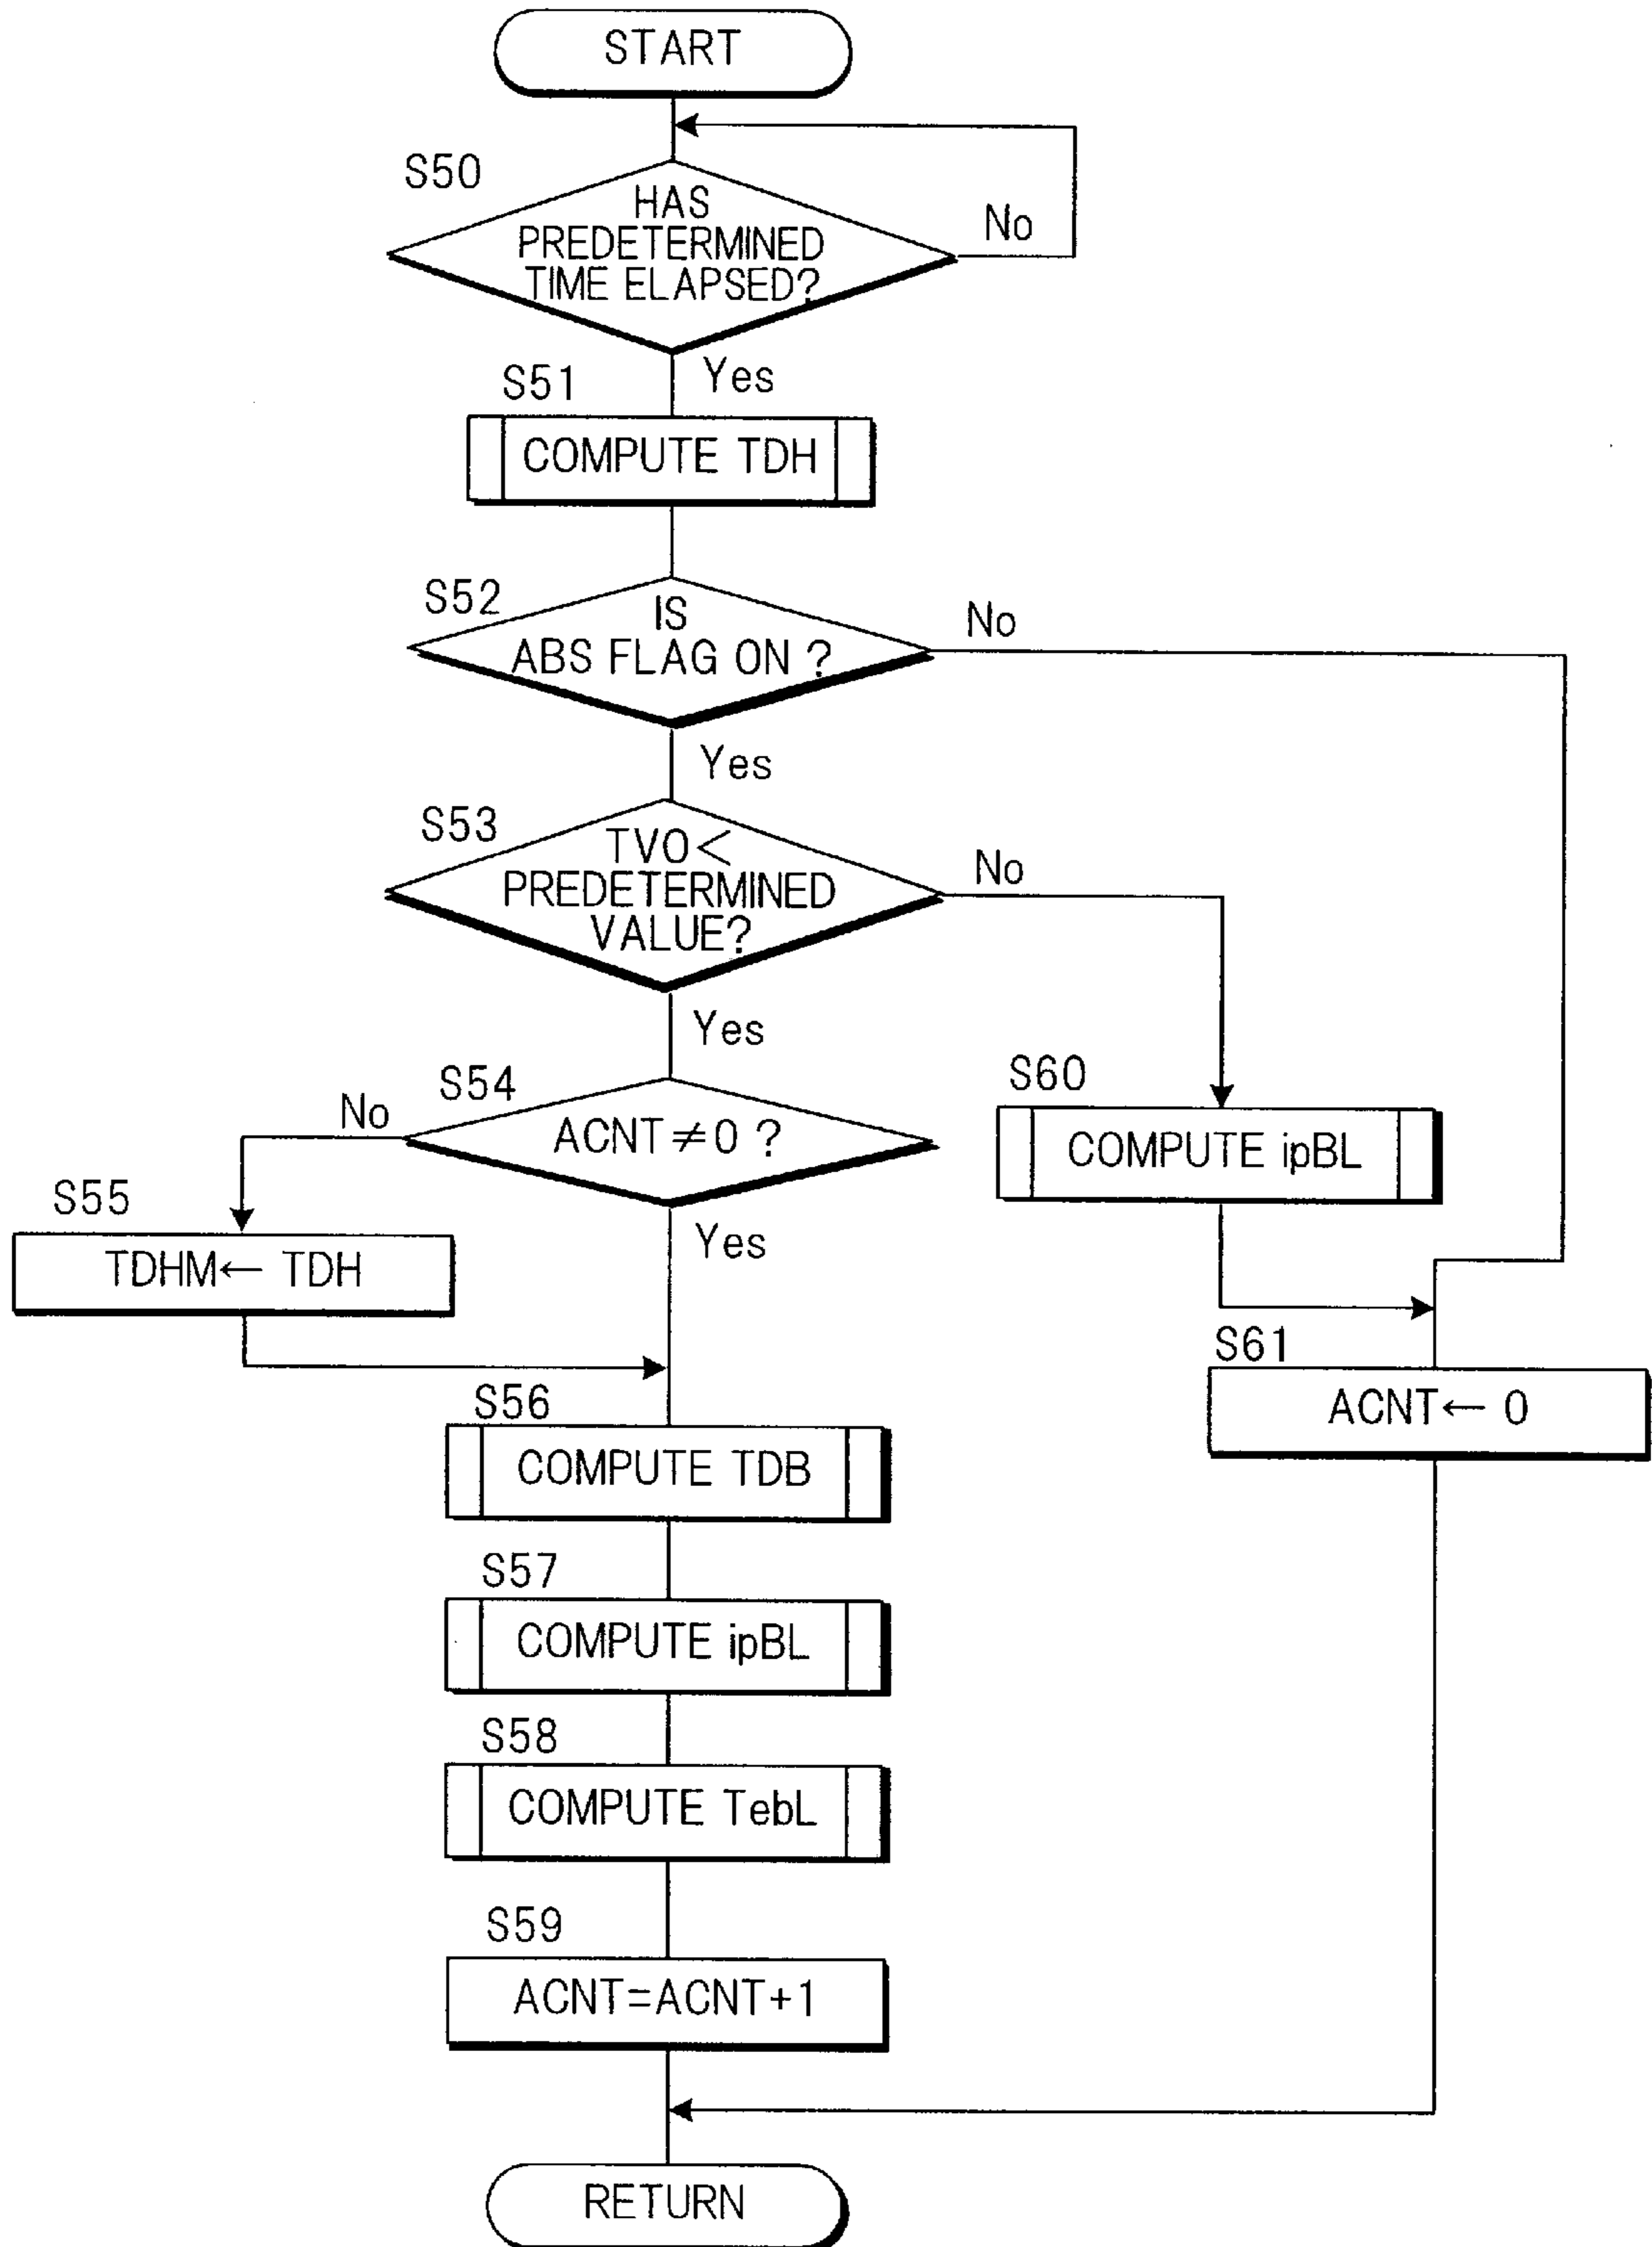 START
S50
HAS
PREDETERMINED
TIME ELAPSED?
No
Yes
S51
COMPUTE TDH
S52
IS
ABS FLAG ON ?
No
Yes
S53
TVO<
PREDETERMINED
VALUE?
No
Yes
S54
ACNT≠0 ?
No
Yes
S55
TDHM← TDH
S60
COMPUTE ipBL
S61
ACNT← 0
S56
COMPUTE TDB
S57
COMPUTE ipBL
S58
COMPUTE TebL
S59
ACNT=ACNT+1
RETURN